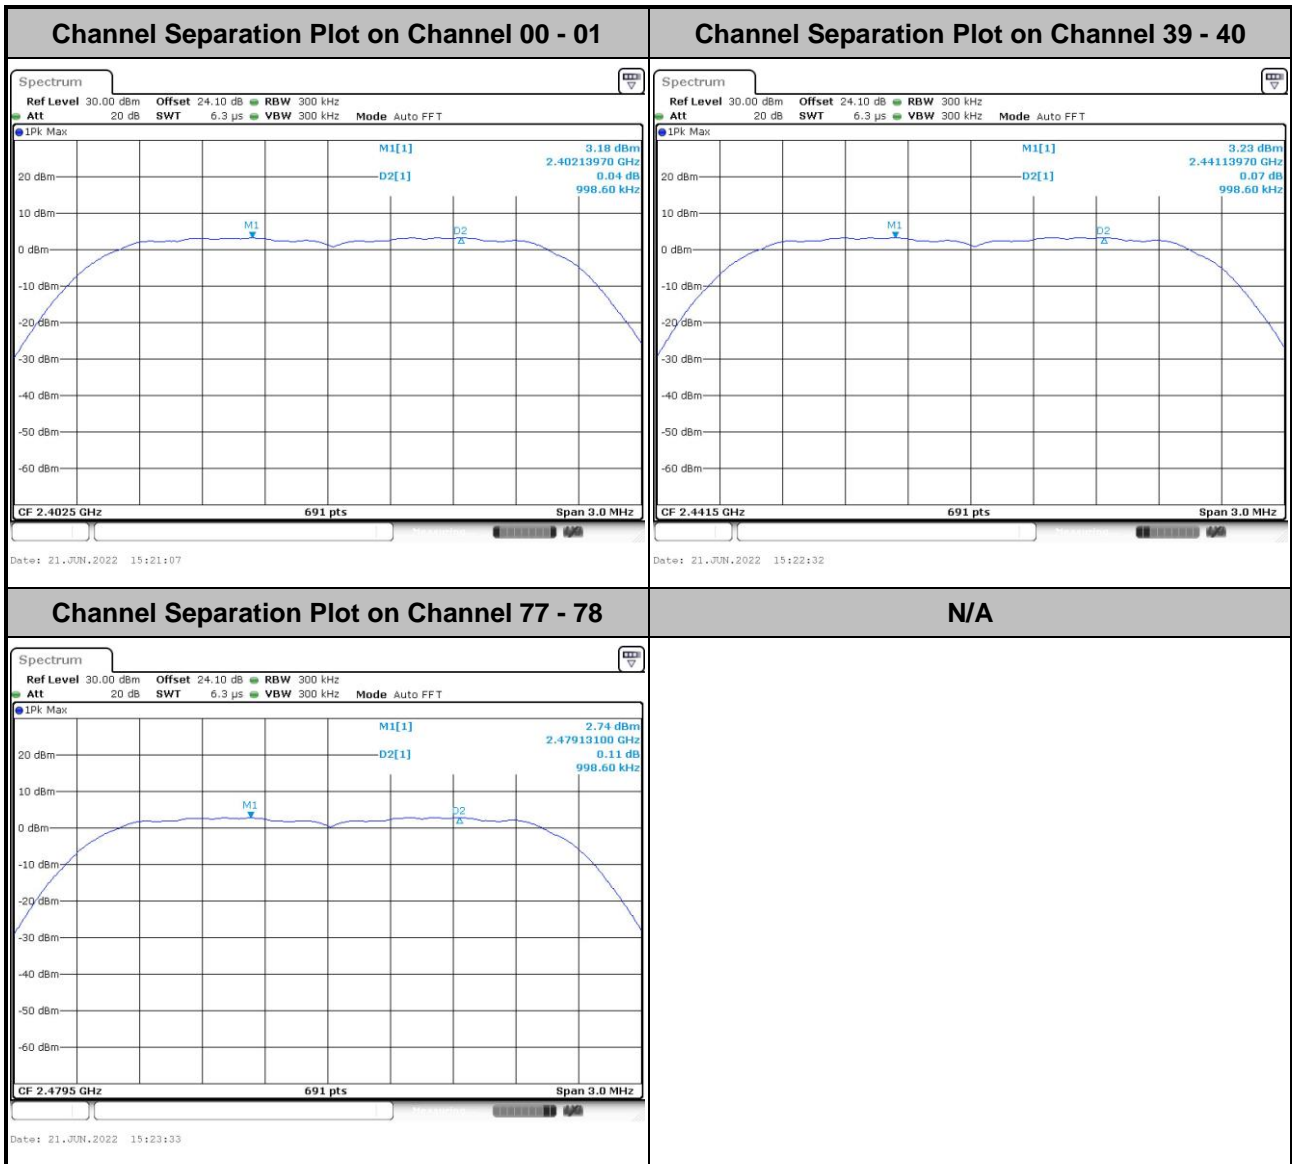 Channel Separation Plot on Channel 00 - 01
Spectrum
Ref Level 30.00 dBm Offset 24.10 dB RBW 300 kHz
Att 20 dB SWT 6.3 µs VBW 300 kHz Mode Auto FFT
1Pk Max
M1[1] 3.18 dBm
2.40213970 GHz
20 dBm D2[1] 0.04 dB
998.60 kHz
10 dBm
M1
D2
0 dBm
-10 dBm
-20 dBm
-30 dBm
-40 dBm
-50 dBm
-60 dBm
CF 2.4025 GHz 691 pts Span 3.0 MHz
Date: 21.JUN.2022 15:21:07
Channel Separation Plot on Channel 39 - 40
Spectrum
Ref Level 30.00 dBm Offset 24.10 dB RBW 300 kHz
Att 20 dB SWT 6.3 µs VBW 300 kHz Mode Auto FFT
1Pk Max
M1[1] 3.23 dBm
2.44113970 GHz
20 dBm D2[1] 0.07 dB
998.60 kHz
10 dBm
M1
D2
0 dBm
-10 dBm
-20 dBm
-30 dBm
-40 dBm
-50 dBm
-60 dBm
CF 2.4415 GHz 691 pts Span 3.0 MHz
Date: 21.JUN.2022 15:22:32
Channel Separation Plot on Channel 77 - 78
Spectrum
Ref Level 30.00 dBm Offset 24.10 dB RBW 300 kHz
Att 20 dB SWT 6.3 µs VBW 300 kHz Mode Auto FFT
1Pk Max
M1[1] 2.74 dBm
2.47913100 GHz
20 dBm D2[1] 0.11 dB
998.60 kHz
10 dBm
M1
D2
0 dBm
-10 dBm
-20 dBm
-30 dBm
-40 dBm
-50 dBm
-60 dBm
CF 2.4795 GHz 691 pts Span 3.0 MHz
Date: 21.JUN.2022 15:23:33
N/A